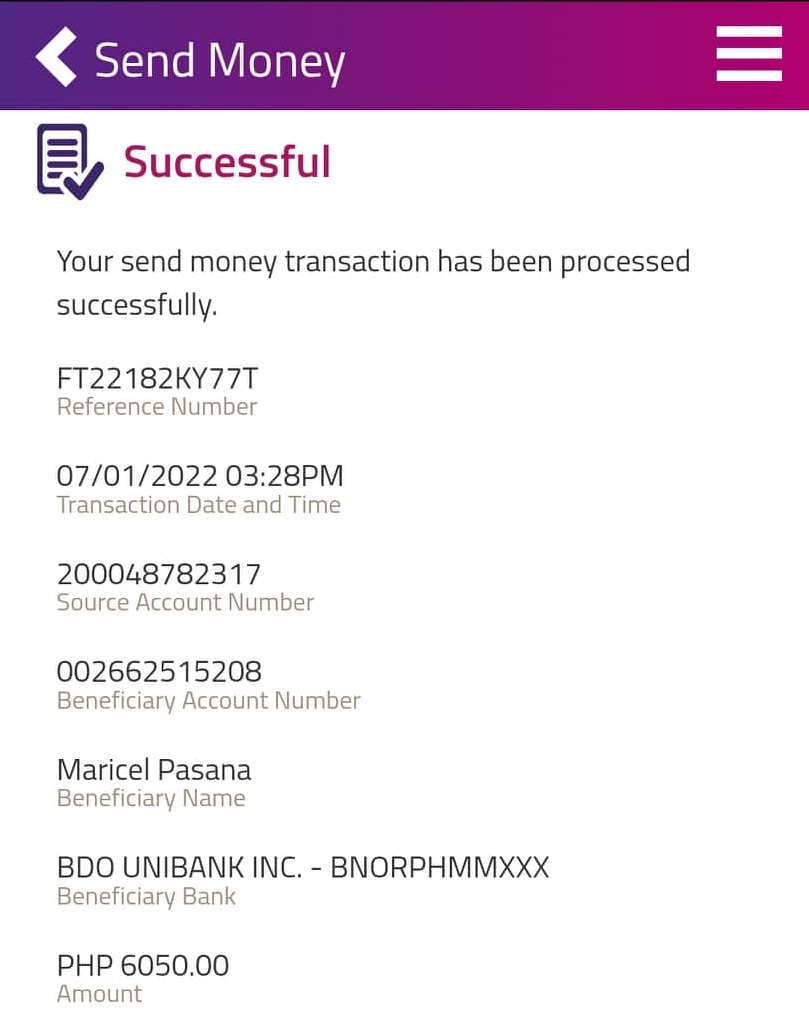 Send Money
Successful
Your send money transaction has been processed
successfully.
FT22182KY77T
Reference Number
07/01/2022 03:28PM
Transaction Date and Time
200048782317
Source Account Number
002662515208
Beneficiary Account Number
Maricel Pasana
Beneficiary Name
BDO UNIBANK INC. - BNORPHMMXXX
Beneficiary Bank
PHP 6050.00
Amount